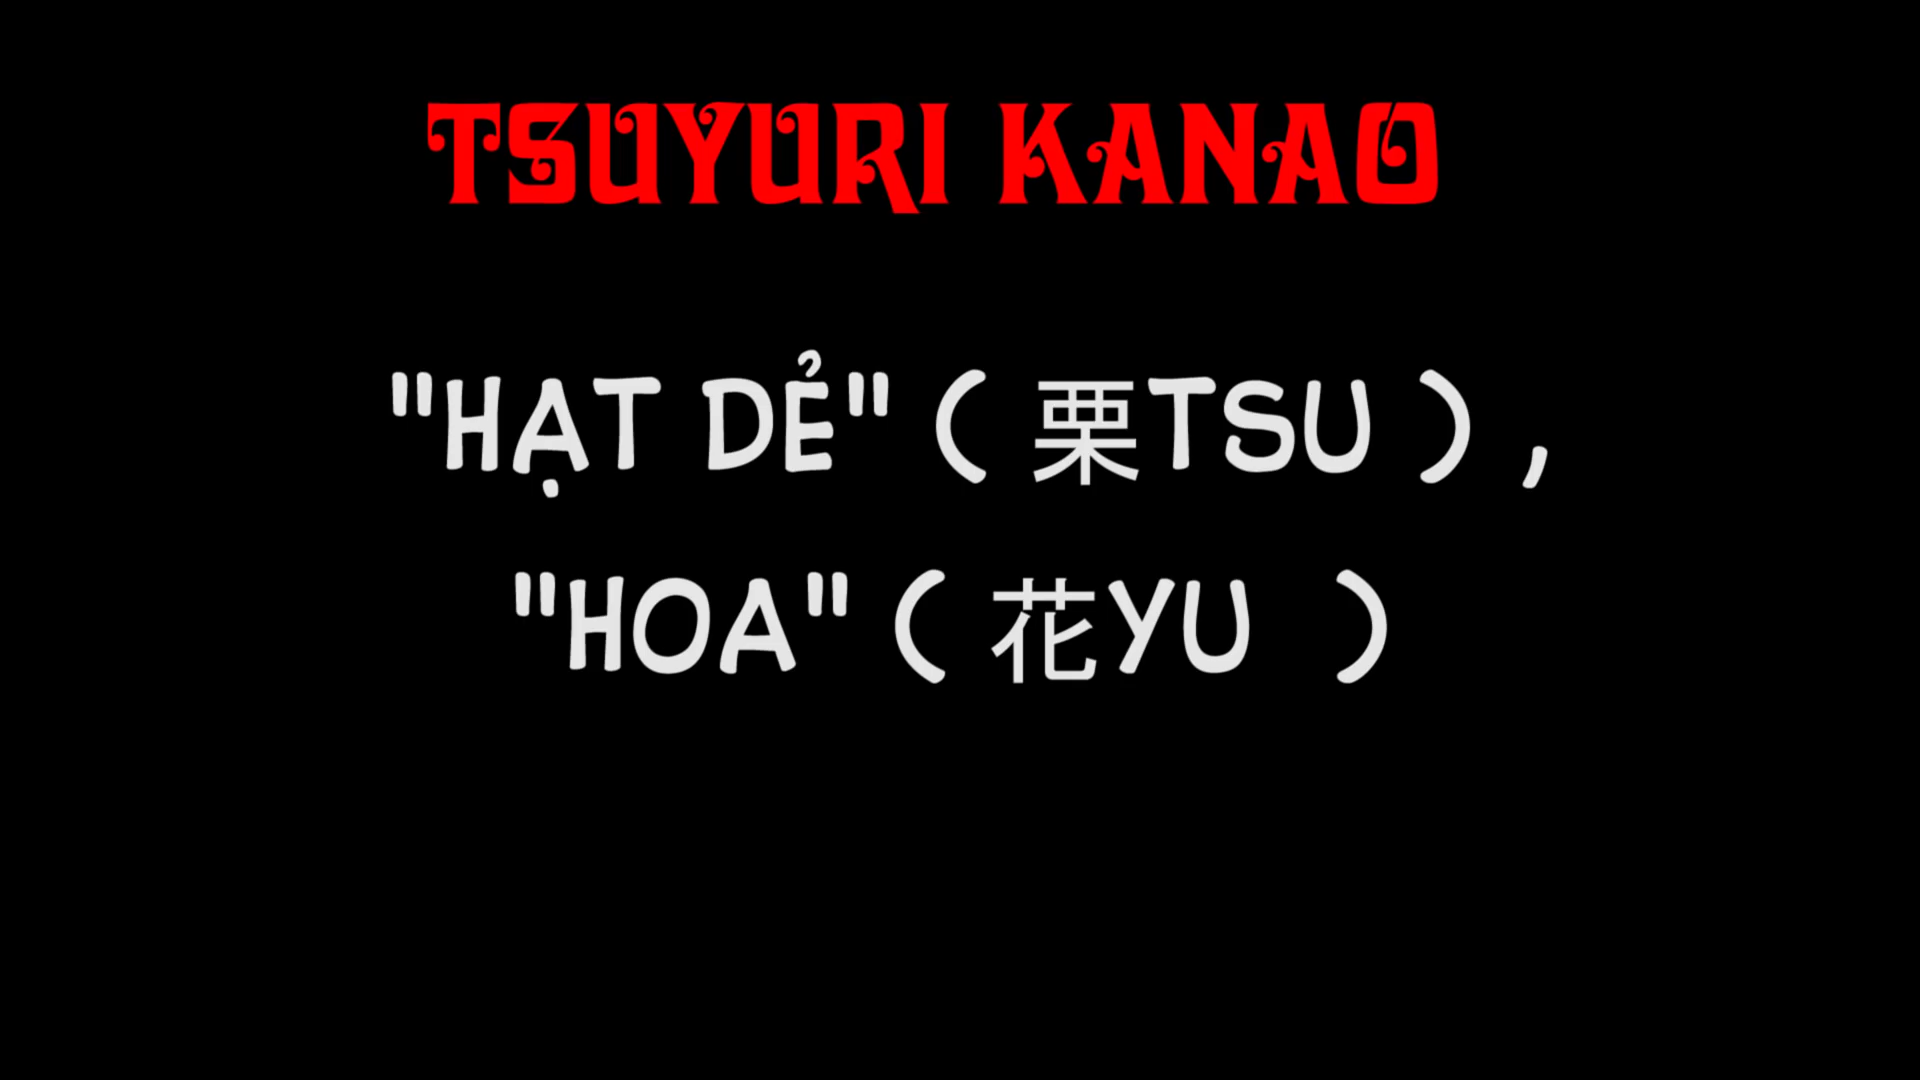 TSUYURI KANAO
"HẠT DẺ" ( 栗TSU ) ,
"HOA" ( 花YU )